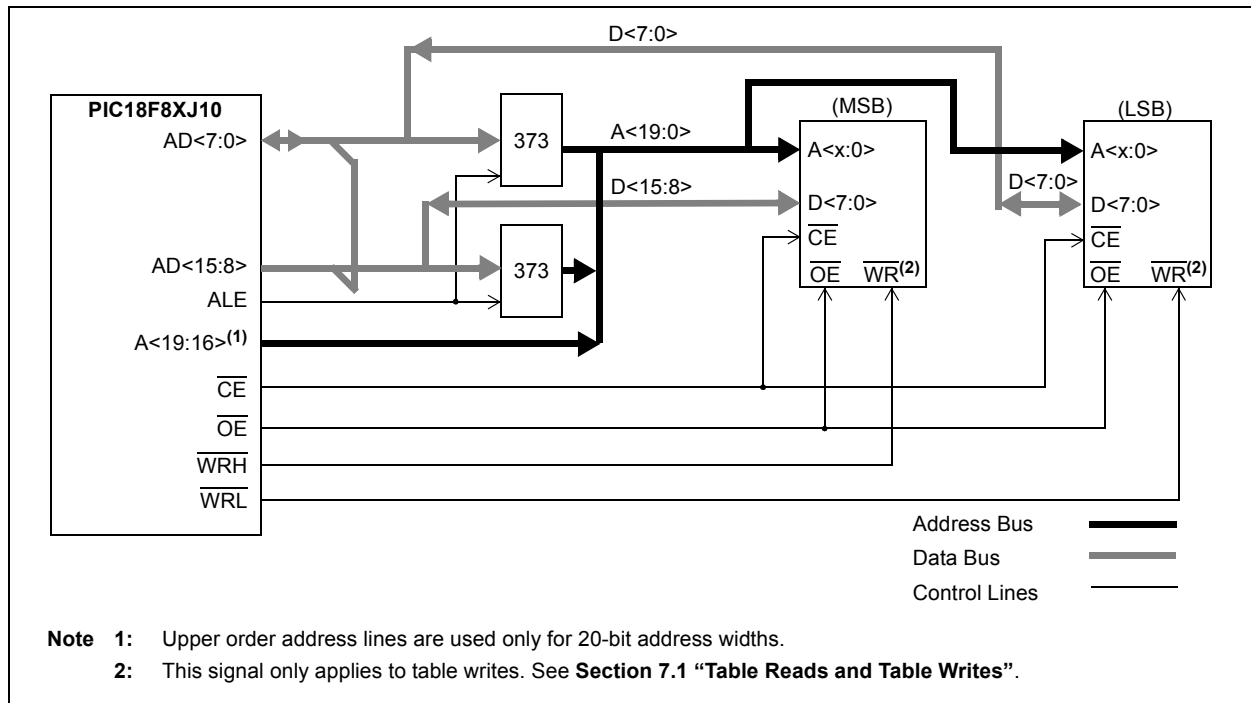 D<7:0>
PIC18F8XJ10
AD<7:0>
373
A<19:0>
(MSB)
A<x:0>
(LSB)
A<x:0>
D<15:8>
D<7:0>
D<7:0>
D<7:0>
CE
CE
AD<15:8>
373
OE
WR(2)
OE
WR(2)
ALE
A<19:16>(1)
CE
OE
WRH
WRL
Address Bus
Data Bus
Control Lines
Note 1: Upper order address lines are used only for 20-bit address widths.
2: This signal only applies to table writes. See Section 7.1 “Table Reads and Table Writes”.